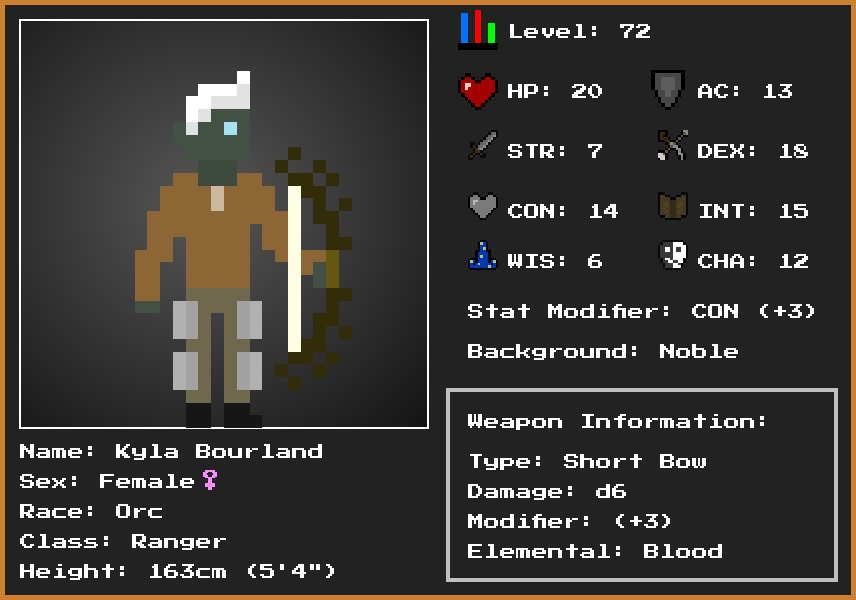 Level: 72
HP: 20 AC: 13
STR: 7 DEX: 18
CON: 14 INT: 15
WIS: 6 CHA: 12
Stat Modifier: CON (+3)
Background: Noble
Weapon Information:
Type: Short Bow
Damage: d6
Modifier: (+3)
Elemental: Blood
Name: Kyla Bourland
Sex: Female♀
Race: Orc
Class: Ranger
Height: 163cm (5'4")